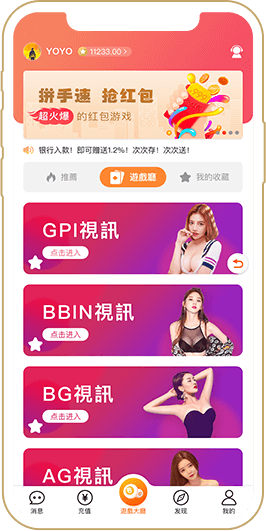 YOYO 11233.00
拼手速 抢红包
超火爆 的红包游戏
银行入款！即可赠送1.2%！次次存！次次送！
推薦 遊戲廳 我的收藏
GPI視訊
点击进入
BBIN視訊
点击进入
BG視訊
点击进入
AG視訊
消息 充值 遊戲大廳 发现 我的